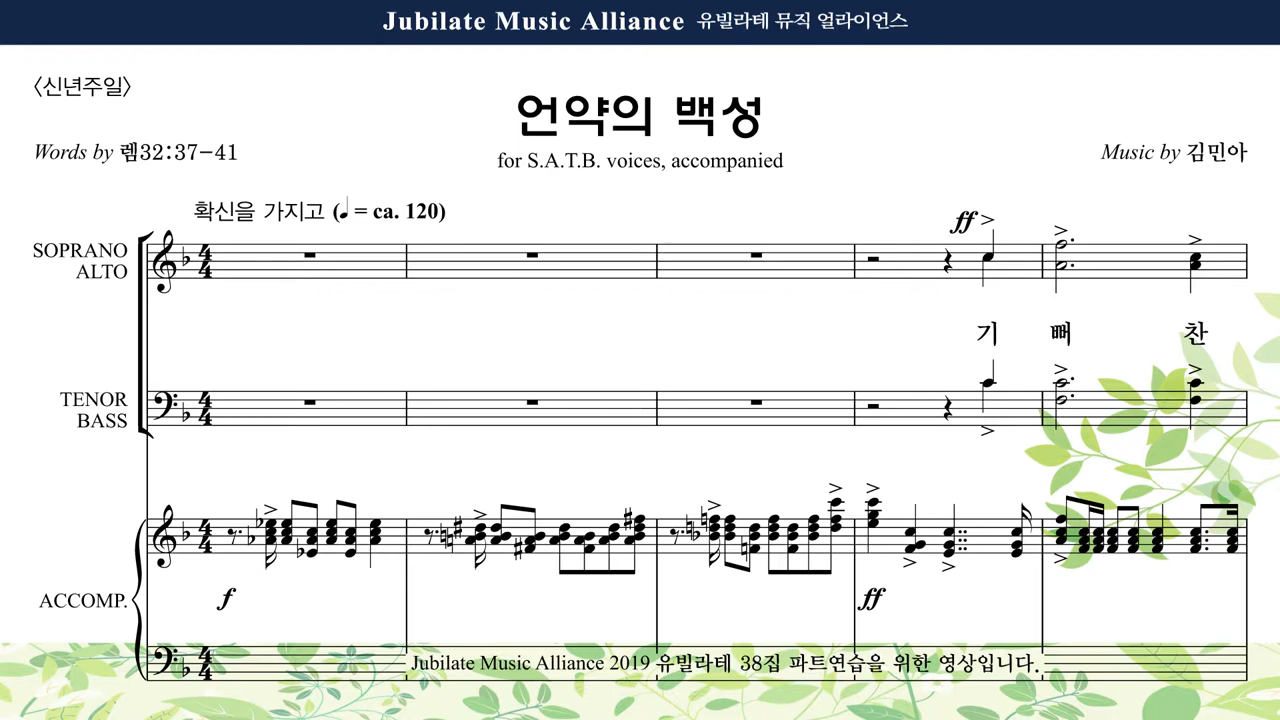 Jubilate Music Alliance 유빌라테 뮤직 얼라이언스
〈신년주일〉
언약의 백성
Words by 렘32:37-41
for S.A.T.B. voices, accompanied
Music by 김민아
확신을 가지고 (♩ = ca. 120)
ff
SOPRANO
ALTO
기 뻐 찬
TENOR
BASS
ACCOMP.
f ff
Jubilate Music Alliance 2019 유빌라테 38집 파트연습을 위한 영상입니다.